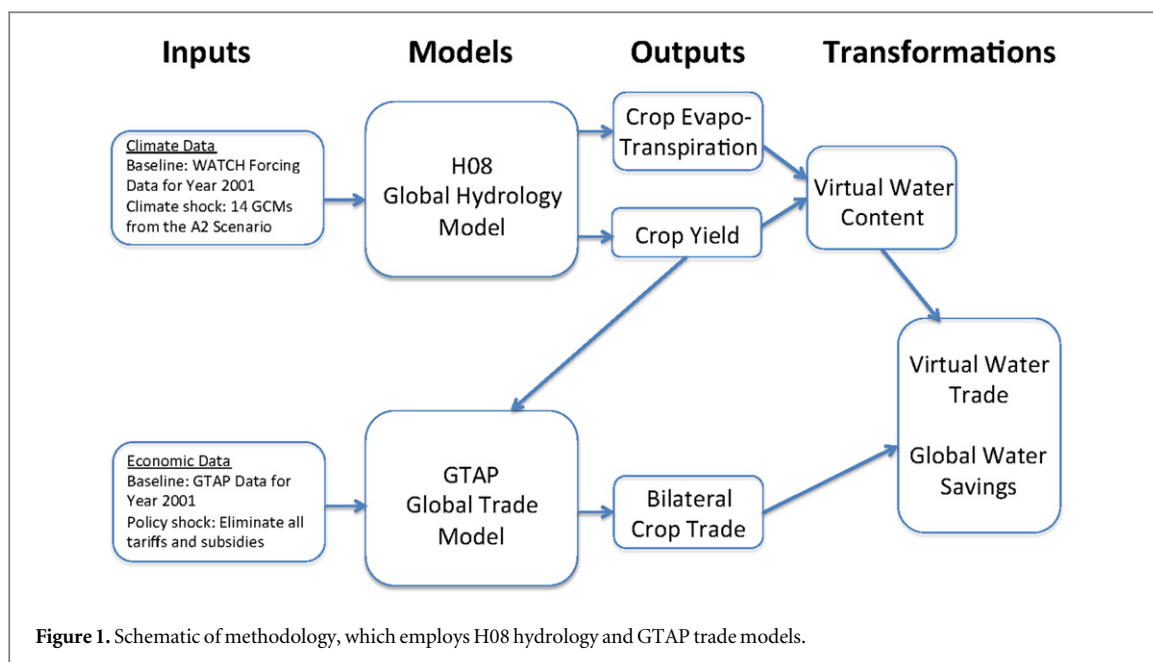 Inputs
Models
Outputs
Transformations
Climate Data
Baseline: WATCH Forcing
Data for Year 2001
Climate shock: 14 GCMs
from the A2 Scenario
H08
Global Hydrology
Model
Crop Evapo-
Transpiration
Crop Yield
Virtual Water
Content
Economic Data
Baseline: GTAP Data for
Year 2001
Policy shock: Eliminate all
tariffs and subsidies
GTAP
Global Trade
Model
Bilateral
Crop Trade
Virtual Water
Trade
Global Water
Savings
Figure 1. Schematic of methodology, which employs H08 hydrology and GTAP trade models.